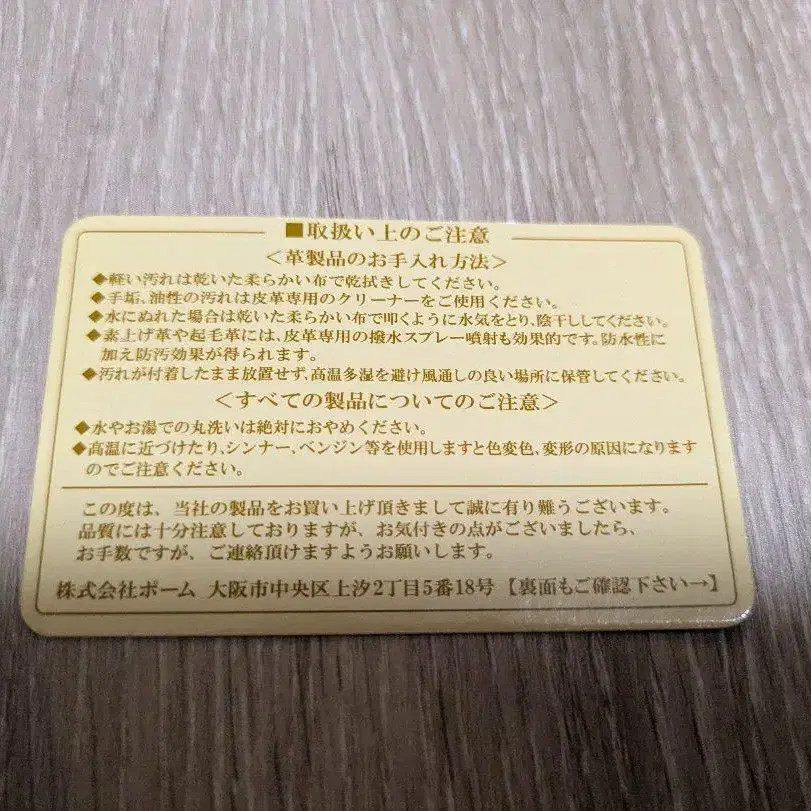 ■取扱い上のご注意
＜革製品のお手入れ方法＞
◆軽い汚れは乾いた柔らかい布で乾拭きしてください。
◆手垢、油性の汚れは皮革専用のクリーナーをご使用ください。
◆水にぬれた場合は乾いた柔らかい布で叩くように水気をとり、陰干ししてください。
◆素上げ革や起毛革には、皮革専用の撥水スプレー噴射も効果的です。防水性に
加え防汚効果が得られます。
◆汚れが付着したまま放置せず、高温多湿を避け風通しの良い場所に保管してください。
＜すべての製品についてのご注意＞
◆水やお湯での丸洗いは絶対におやめください。
◆高温に近づけたり、シンナー、ベンジン等を使用しますと色変色、変形の原因になります
のでご注意ください。
この度は、当社の製品をお買い上げ頂きまして誠に有り難うございます。
品質には十分注意しておりますが、お気付きの点がございましたら、
お手数ですが、ご連絡頂けますようお願いします。
株式会社ポーム 大阪市中央区上汐2丁目5番18号 【裏面もご確認下さい→】